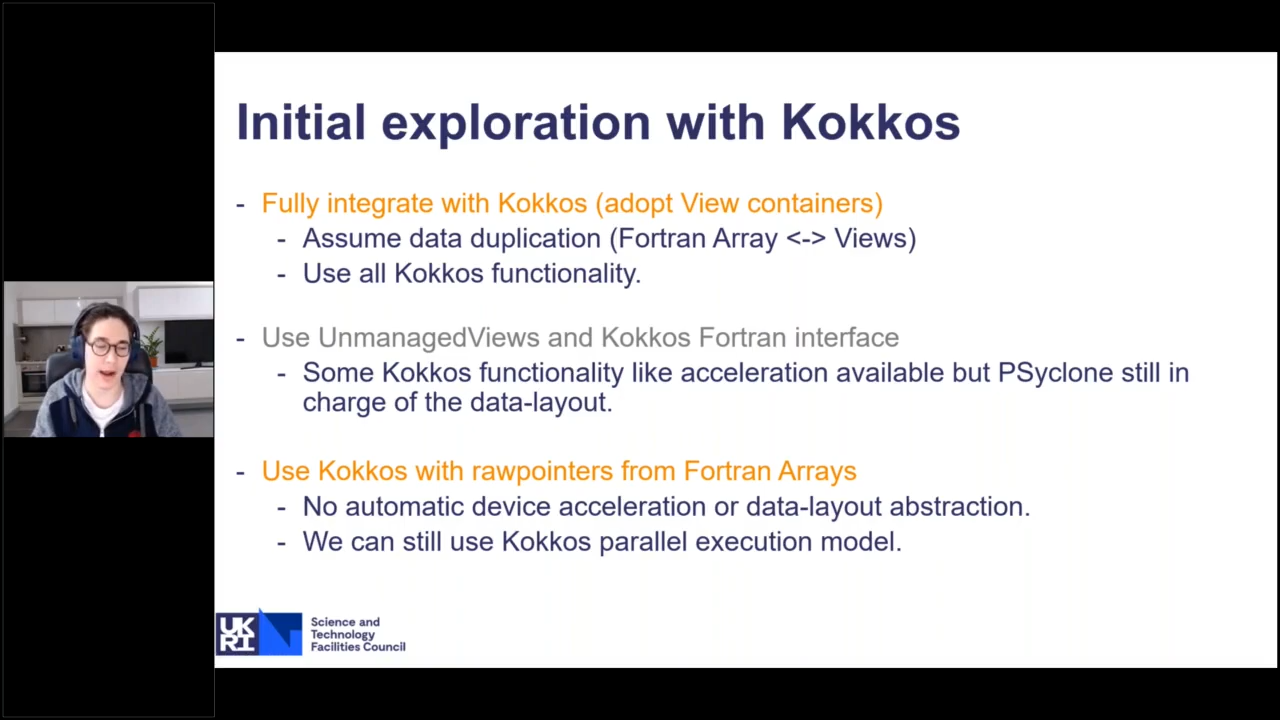 Initial exploration with Kokkos
- Fully integrate with Kokkos (adopt View containers)
- Assume data duplication (Fortran Array <-> Views)
- Use all Kokkos functionality.
- Use UnmanagedViews and Kokkos Fortran interface
- Some Kokkos functionality like acceleration available but PSyclone still in
charge of the data-layout.
- Use Kokkos with rawpointers from Fortran Arrays
- No automatic device acceleration or data-layout abstraction.
- We can still use Kokkos parallel execution model.
UK
RI
Science and
Technology
Facilities Council